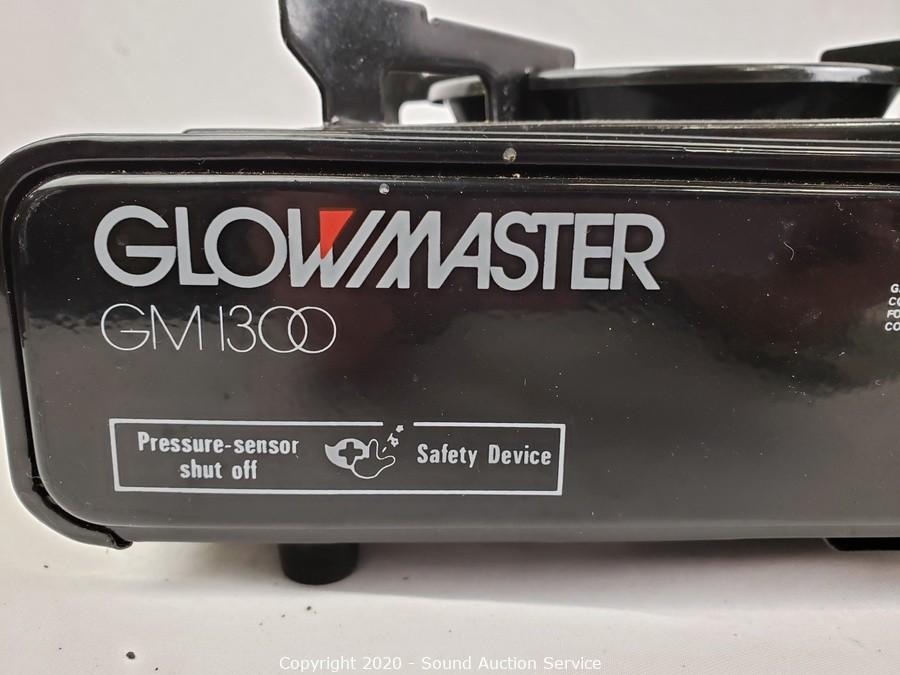 GLOWMASTER
GM1300
Pressure-sensor
shut off
Safety Device
Copyright 2020 - Sound Auction Service